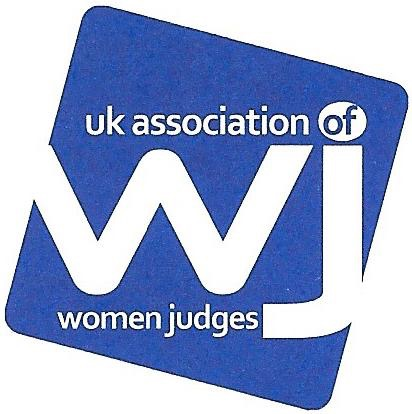 uk association of
wj
women judges